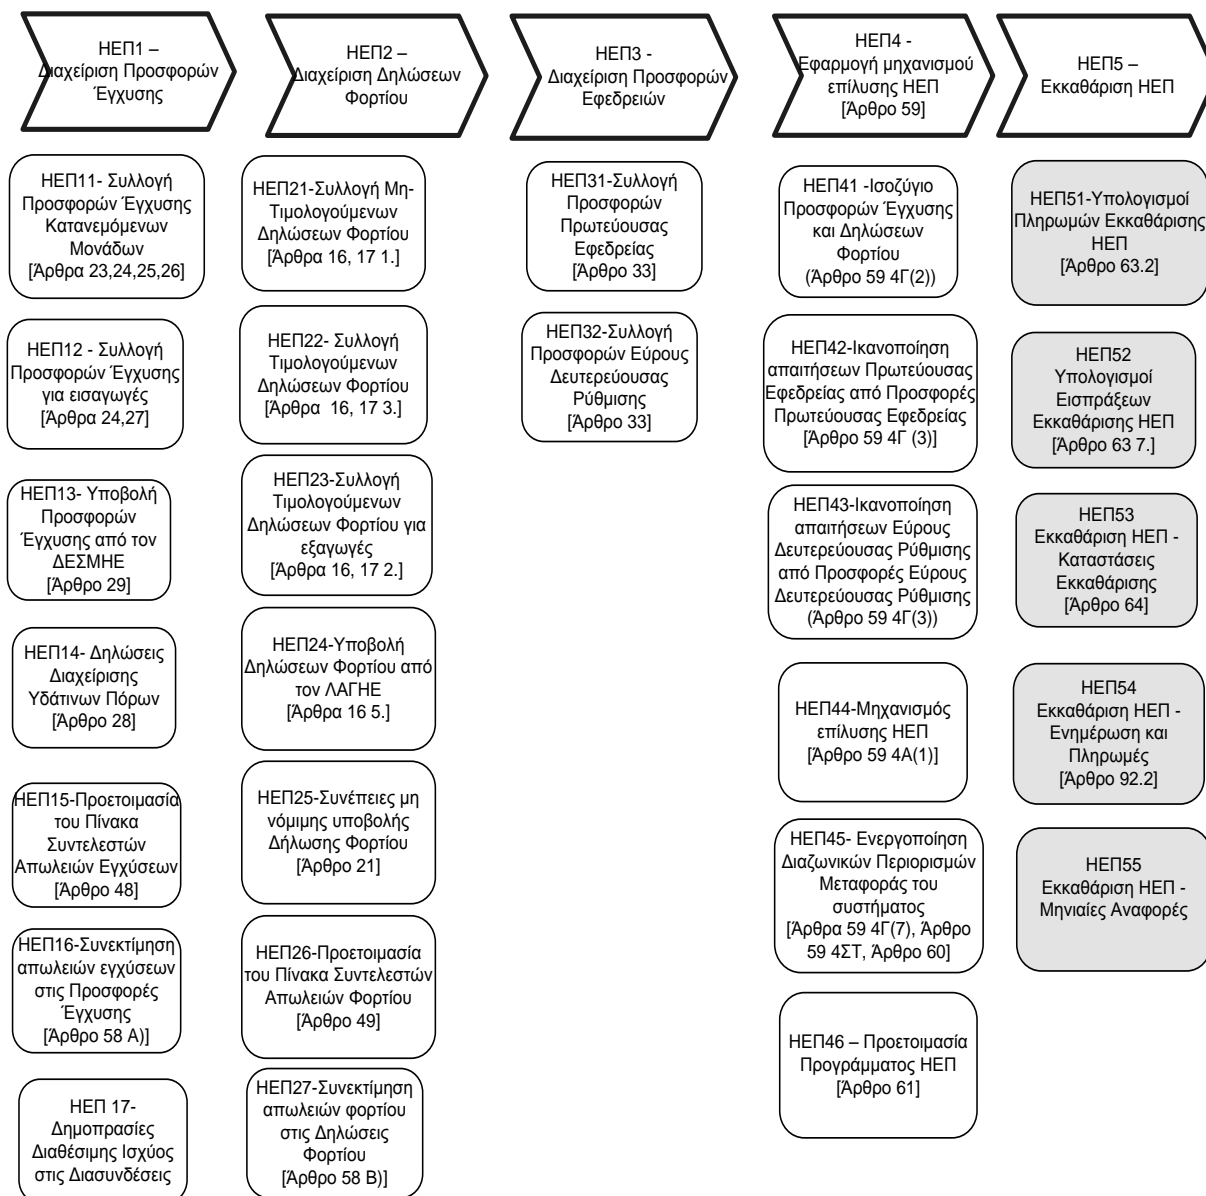 ΗΕΠ1 –
Διαχείριση Προσφορών
Έγχυσης
ΗΕΠ2 –
Διαχείριση Δηλώσεων
Φορτίου
ΗΕΠ3 -
Διαχείριση Προσφορών
Εφεδρειών
ΗΕΠ4 -
Εφαρμογή μηχανισμού
επίλυσης ΗΕΠ
[Άρθρο 59]
ΗΕΠ5 –
Εκκαθάριση ΗΕΠ
ΗΕΠ11- Συλλογή
Προσφορών Έγχυσης
Κατανεμόμενων
Μονάδων
[Άρθρα 23,24,25,26]
ΗΕΠ12 - Συλλογή
Προσφορών Έγχυσης
για εισαγωγές
[Άρθρα 24,27]
ΗΕΠ13- Υποβολή
Προσφορών
Έγχυσης από τον
ΔΕΣΜΗΕ
[Άρθρο 29]
ΗΕΠ14- Δηλώσεις
Διαχείρισης
Υδάτινων Πόρων
[Άρθρο 28]
ΗΕΠ15-Προετοιμασία
του Πίνακα
Συντελεστών
Απωλειών Εγχύσεων
[Άρθρο 48]
ΗΕΠ16-Συνεκτίμηση
απωλειών εγχύσεων
στις Προσφορές
Έγχυσης
[Άρθρο 58 Α)]
ΗΕΠ 17-
Δημοπρασίες
Διαθέσιμης Ισχύος
στις Διασυνδέσεις
ΗΕΠ21-Συλλογή Μη-
Τιμολογούμενων
Δηλώσεων Φορτίου
[Άρθρα 16, 17 1.]
ΗΕΠ22- Συλλογή
Τιμολογούμενων
Δηλώσεων Φορτίου
[Άρθρα  16, 17 3.]
ΗΕΠ23-Συλλογή
Τιμολογούμενων
Δηλώσεων Φορτίου για
εξαγωγές
[Άρθρα 16, 17 2.]
ΗΕΠ24-Υποβολή
Δηλώσεων Φορτίου από
τον ΛΑΓΗΕ
[Άρθρα 16 5.]
ΗΕΠ25-Συνέπειες μη
νόμιμης υποβολής
Δήλωσης Φορτίου
[Άρθρο 21]
ΗΕΠ26-Προετοιμασία
του Πίνακα Συντελεστών
Απωλειών Φορτίου
[Άρθρο 49]
ΗΕΠ27-Συνεκτίμηση
απωλειών φορτίου
στις Δηλώσεις
Φορτίου
[Άρθρο 58 Β)]
ΗΕΠ31-Συλλογή
Προσφορών
Πρωτεύουσας
Εφεδρείας
[Άρθρο 33]
ΗΕΠ32-Συλλογή
Προσφορών Εύρους
Δευτερεύουσας
Ρύθμισης
[Άρθρο 33]
ΗΕΠ41 -Ισοζύγιο
Προσφορών Έγχυσης
και Δηλώσεων
Φορτίου
(Άρθρο 59 4Γ(2))
ΗΕΠ42-Ικανοποίηση
απαιτήσεων Πρωτεύουσας
Εφεδρείας από Προσφορές
Πρωτεύουσας Εφεδρείας
[Άρθρο 59 4Γ (3)]
ΗΕΠ43-Ικανοποίηση
απαιτήσεων Εύρους
Δευτερεύουσας Ρύθμισης
από Προσφορές Εύρους
Δευτερεύουσας Ρύθμισης
(Άρθρο 59 4Γ(3))
ΗΕΠ44-Μηχανισμός
επίλυσης ΗΕΠ
[Άρθρο 59 4Α(1)]
ΗΕΠ45- Ενεργοποίηση
Διαζωνικών Περιορισμών
Μεταφοράς του
συστήματος
[Άρθρα 59 4Γ(7), Άρθρο
59 4ΣΤ, Άρθρο 60]
ΗΕΠ46 – Προετοιμασία
Προγράμματος ΗΕΠ
[Άρθρο 61]
ΗΕΠ51-Υπολογισμοί
Πληρωμών Εκκαθάρισης
ΗΕΠ
[Άρθρο 63.2]
ΗΕΠ52
Υπολογισμοί
Εισπράξεων
Εκκαθάρισης ΗΕΠ
[Άρθρο 63 7.]
ΗΕΠ53
Εκκαθάριση ΗΕΠ -
Καταστάσεις
Εκκαθάρισης
[Άρθρο 64]
ΗΕΠ54
Εκκαθάριση ΗΕΠ -
Ενημέρωση και
Πληρωμές
[Άρθρο 92.2]
ΗΕΠ55
Εκκαθάριση ΗΕΠ -
Μηνιαίες Αναφορές